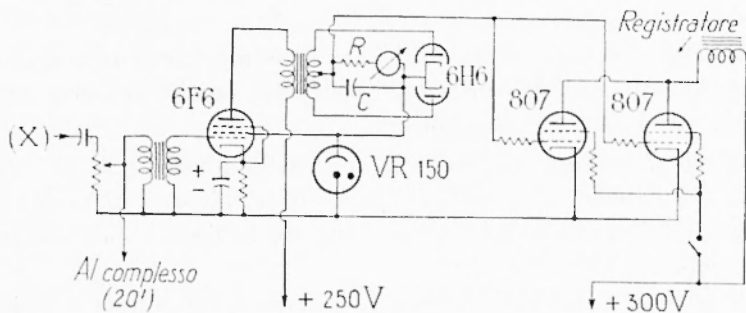 Registratore
R
6H6
6F6
C
807
807
(X)
+
−
VR 150
Al complesso
(20')
+ 250V
+ 300V